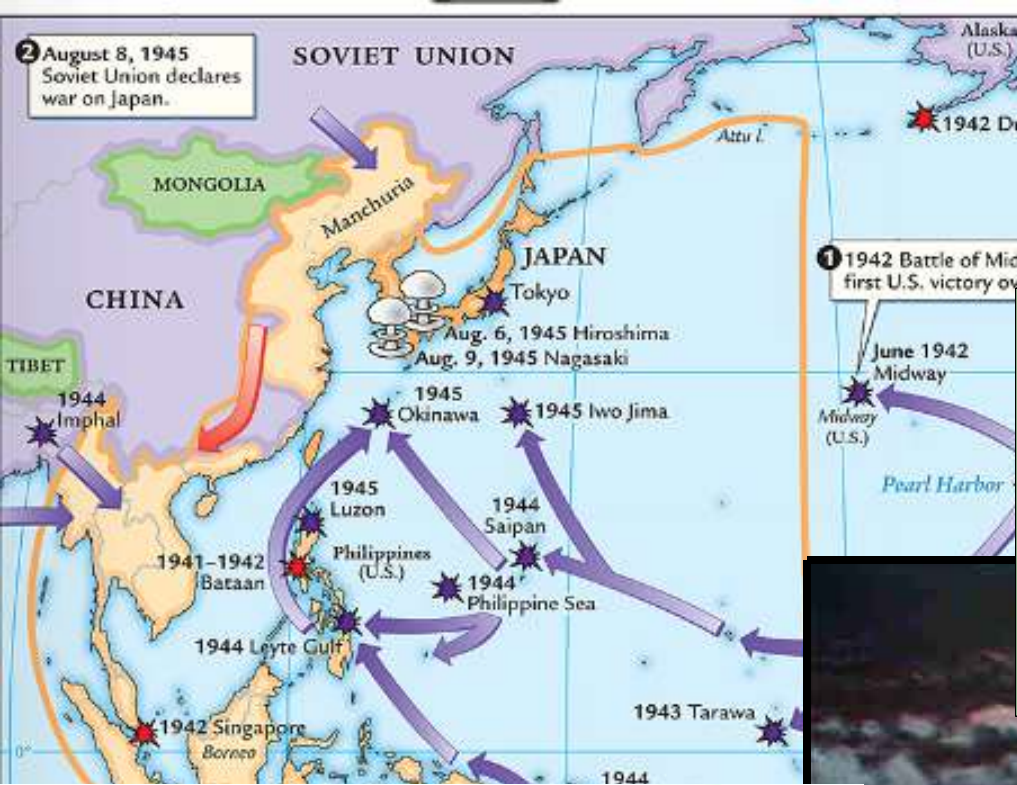 2 August 8, 1945
Soviet Union declares
war on Japan.
SOVIET UNION
Alaska
(U.S.)
Attu I.
1942
MONGOLIA
Manchuria
JAPAN
Tokyo
CHINA
Aug. 6, 1945 Hiroshima
Aug. 9, 1945 Nagasaki
1 1942 Battle of
first U.S. victory
TIBET
June 1942
Midway
Midway
(U.S.)
1944
Imphal
1945
Okinawa
1945 Iwo Jima
Pearl Harbor
1945
Luzon
1944
Saipan
1941–1942
Bataan
Philippines
(U.S.)
1944
Philippine Sea
1944 Leyte Gulf
1942 Singapore
Borneo
1943 Tarawa
0°
1944